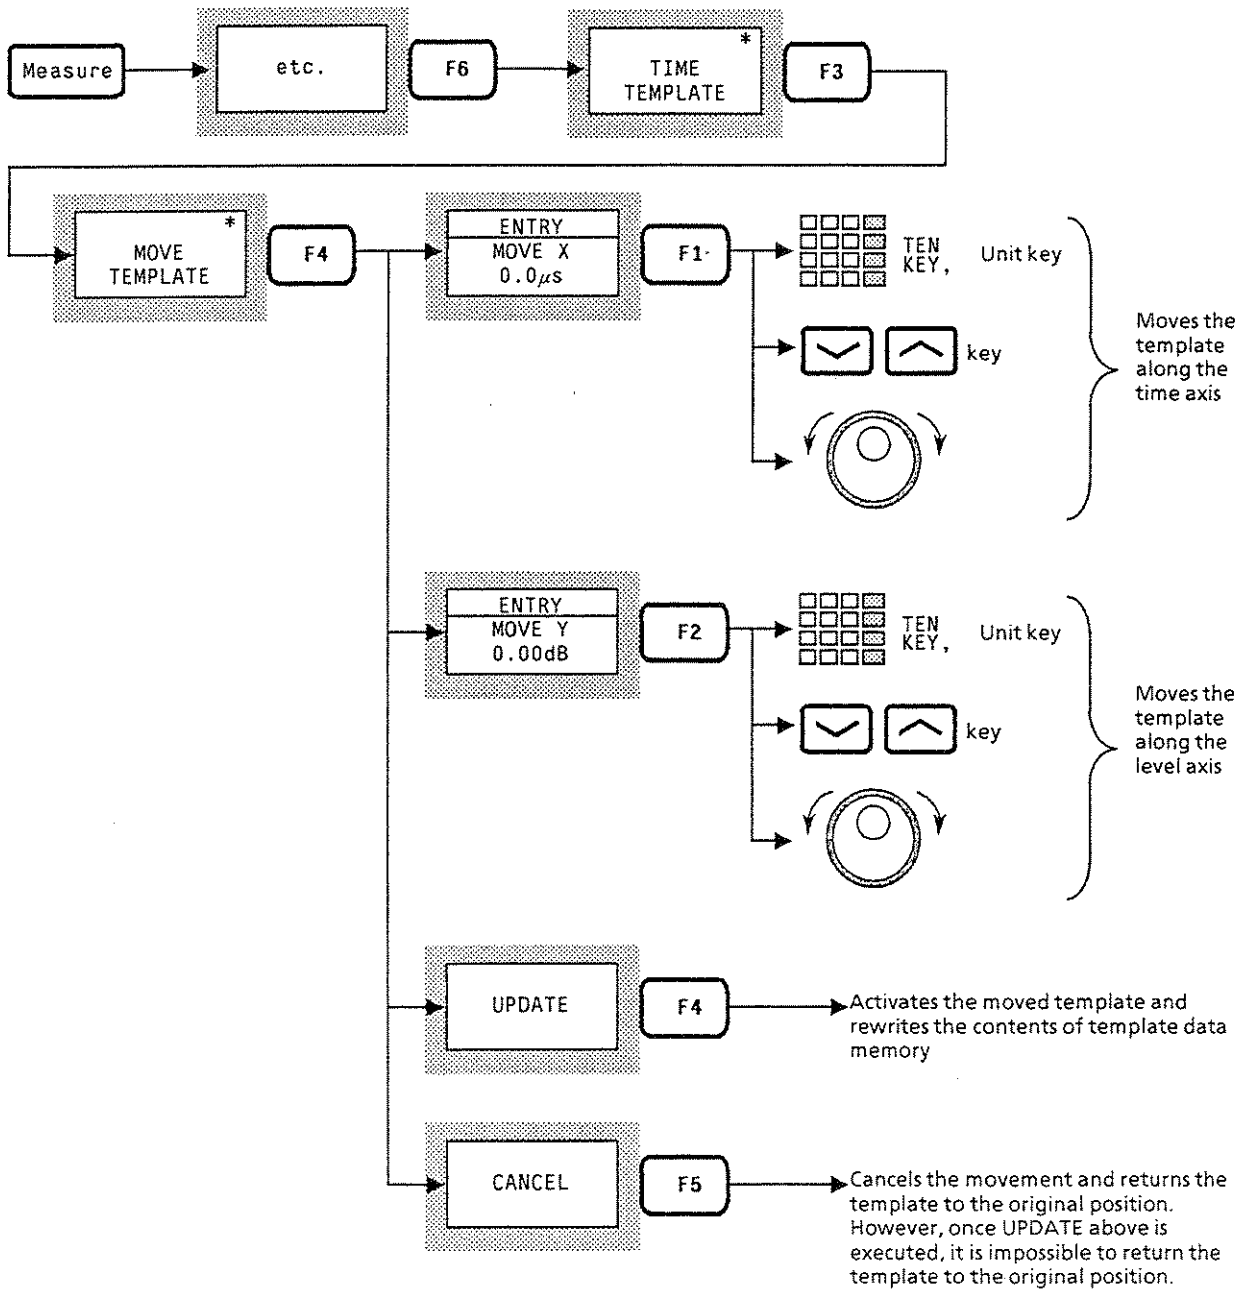 Measure
etc.
F6
*
TIME
TEMPLATE
F3
*
MOVE
TEMPLATE
F4
ENTRY
MOVE X
0.0μs
F1
TEN
KEY,
Unit key
key
Moves the
template
along the
time axis
ENTRY
MOVE Y
0.00dB
F2
TEN
KEY,
Unit key
key
Moves the
template
along the
level axis
UPDATE
F4
Activates the moved template and
rewrites the contents of template data
memory
CANCEL
F5
Cancels the movement and returns the
template to the original position.
However, once UPDATE above is
executed, it is impossible to return the
template to the original position.